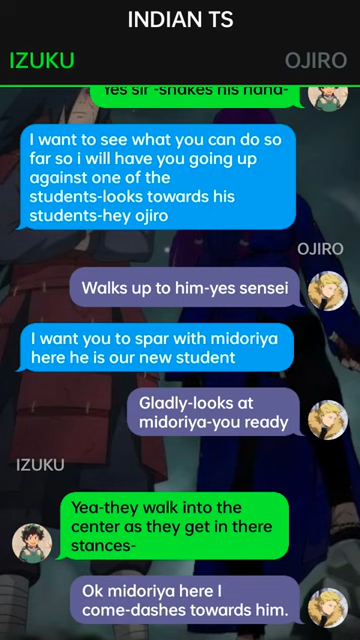 INDIAN TS
IZUKU
OJIRO
Yes sir -shakes his hand-
I want to see what you can do so
far so i will have you going up
against one of the
students-looks towards his
students-hey ojiro
OJIRO
Walks up to him-yes sensei
I want you to spar with midoriya
here he is our new student
Gladly-looks at
midoriya-you ready
IZUKU
Yea-they walk into the
center as they get in there
stances-
Ok midoriya here I
come-dashes towards him.